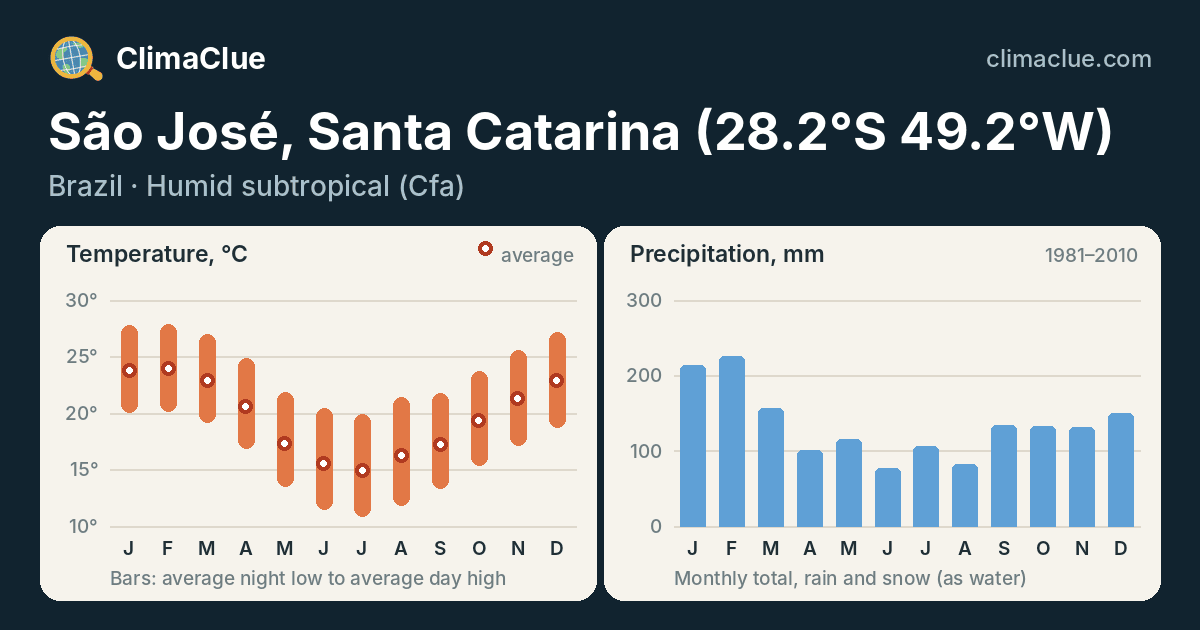 ClimaClue
climaclue.com
São José, Santa Catarina (28.2°S 49.2°W)
Brazil · Humid subtropical (Cfa)
Temperature, °C
average
30°
25°
20°
15°
10°
J F M A M J J A S O N D
Bars: average night low to average day high
Precipitation, mm
1981–2010
300
200
100
0
J F M A M J J A S O N D
Monthly total, rain and snow (as water)